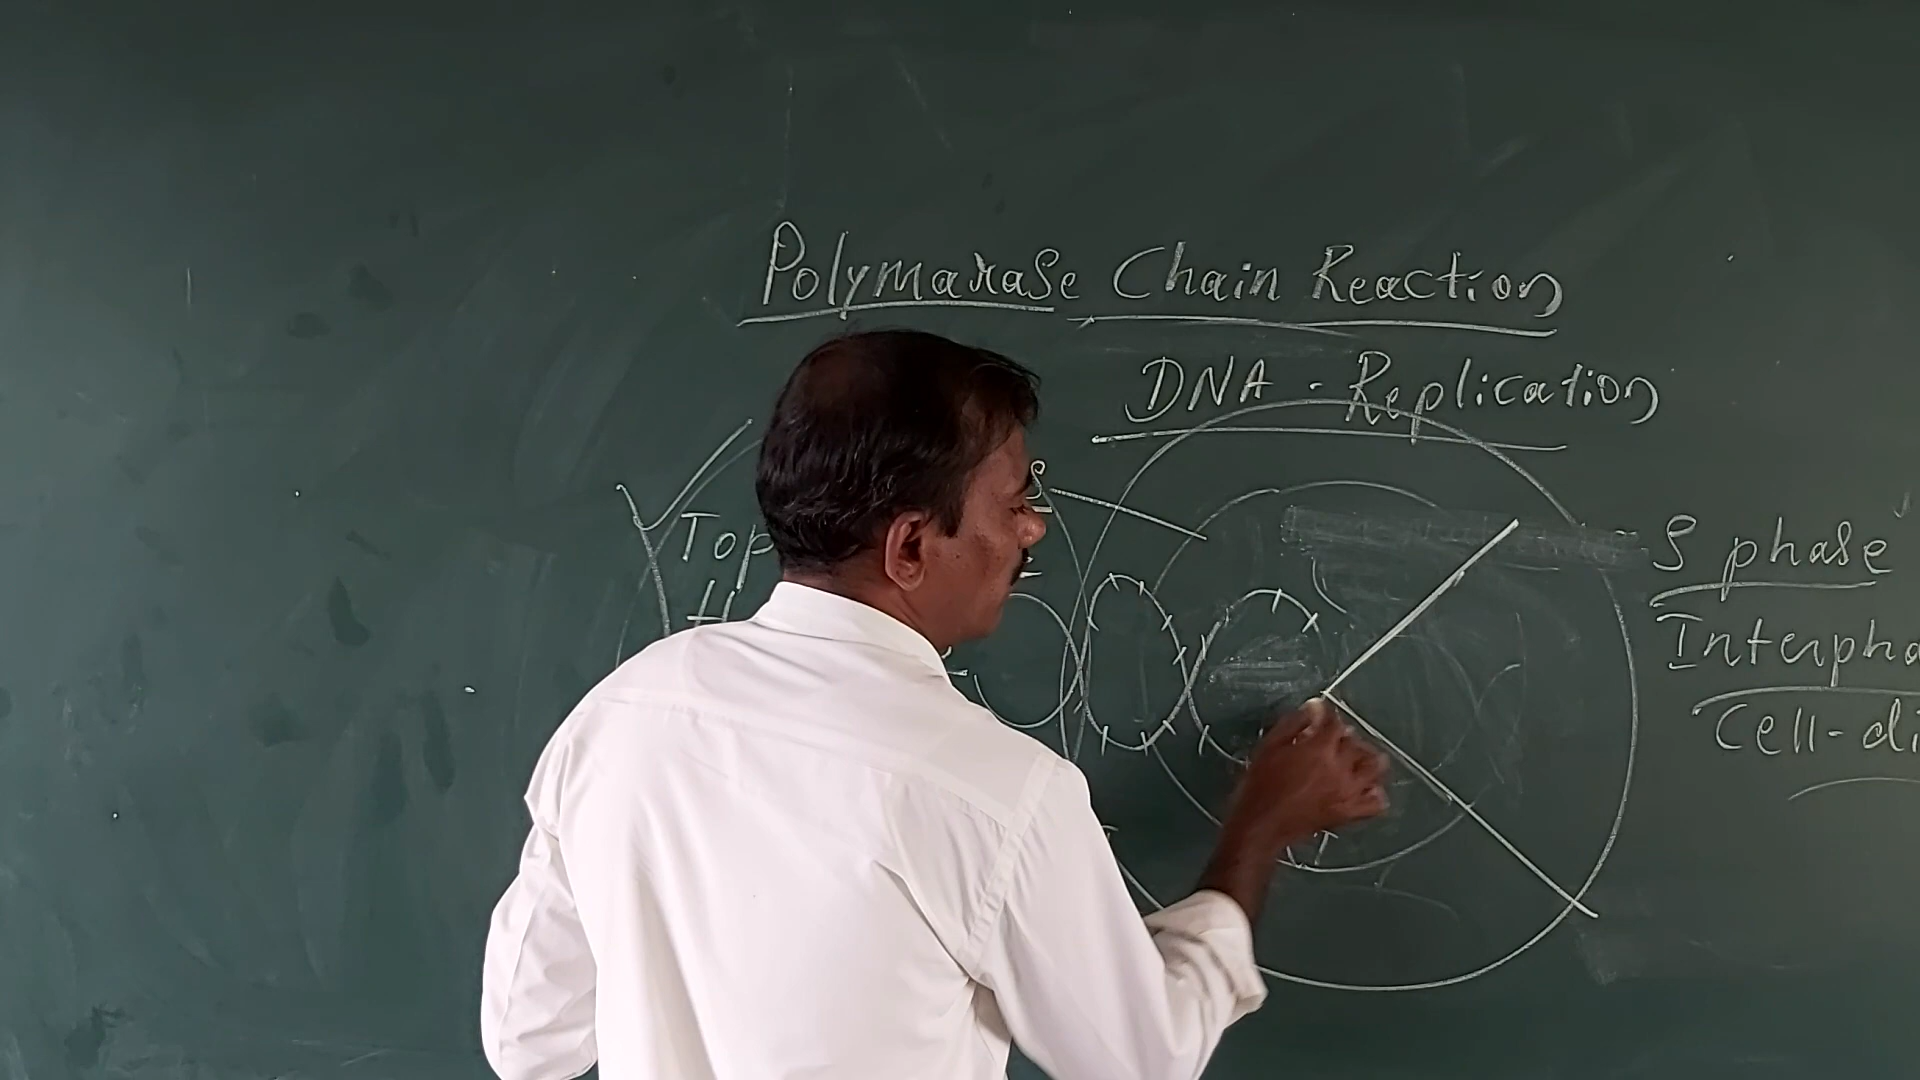 Polymarase Chain Reaction
DNA - Replication
S phase
Top
Interpha
Cell-di